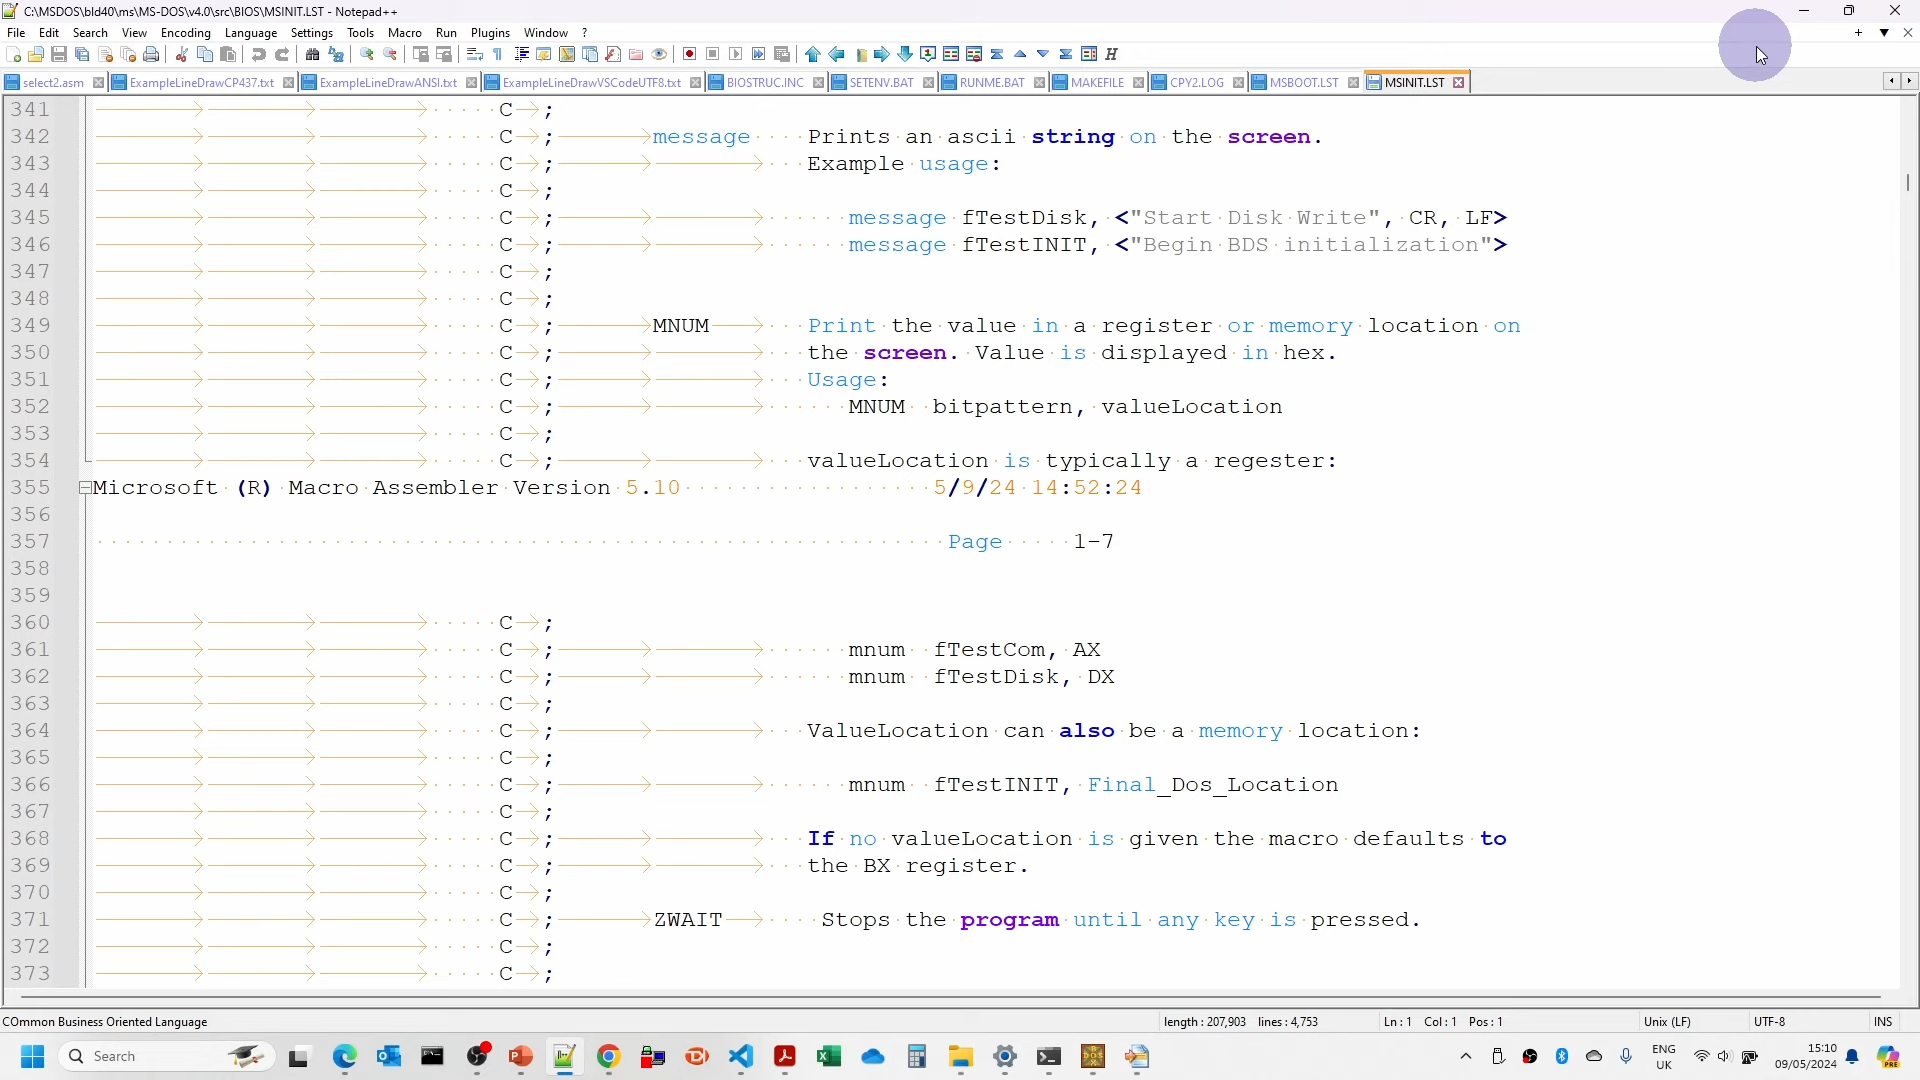 C:\MSDOS\bld40\ms\MS-DOS\v4.0\src\BIOS\MSINIT.LST - Notepad++
File Edit Search View Encoding Language Settings Tools Macro Run Plugins Window ?
select2.asm ExampleLineDrawCP437.txt ExampleLineDrawANSI.txt ExampleLineDrawVSCodeUTF8.txt BIOSTRUC.INC SETENV.BAT RUNME.BAT MAKEFILE CPY2.LOG MSBOOT.LST MSINIT.LST
341 C ;
342 C ; message Prints an ascii string on the screen.
343 C ; Example usage:
344 C ;
345 C ; message fTestDisk, <"Start Disk Write", CR, LF>
346 C ; message fTestINIT, <"Begin BDS initialization">
347 C ;
348 C ;
349 C ; MNUM Print the value in a register or memory location on
350 C ; the screen. Value is displayed in hex.
351 C ; Usage:
352 C ; MNUM bitpattern, valueLocation
353 C ;
354 C ; valueLocation is typically a regester:
355 Microsoft (R) Macro Assembler Version 5.10 5/9/24 14:52:24
356
357 Page 1-7
358
359
360 C ;
361 C ; mnum fTestCom, AX
362 C ; mnum fTestDisk, DX
363 C ;
364 C ; ValueLocation can also be a memory location:
365 C ;
366 C ; mnum fTestINIT, Final_Dos_Location
367 C ;
368 C ; If no valueLocation is given the macro defaults to
369 C ; the BX register.
370 C ;
371 C ; ZWAIT Stops the program until any key is pressed.
372 C ;
373 C ;
COmmon Business Oriented Language length : 207,903 lines : 4,753 Ln : 1 Col : 1 Pos : 1 Unix (LF) UTF-8 INS
Search ENG 15:10
UK 09/05/2024